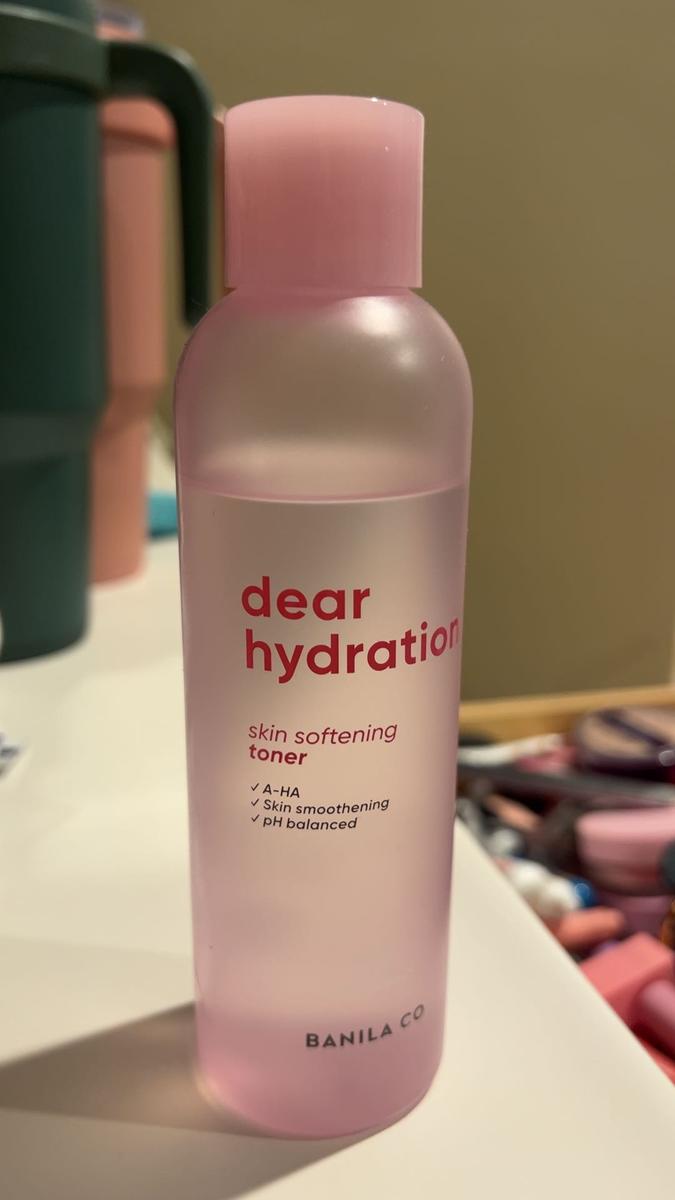 dear
hydration
skin softening
toner
✓ A-HA
✓ Skin smoothening
✓ pH balanced
BANILA CO